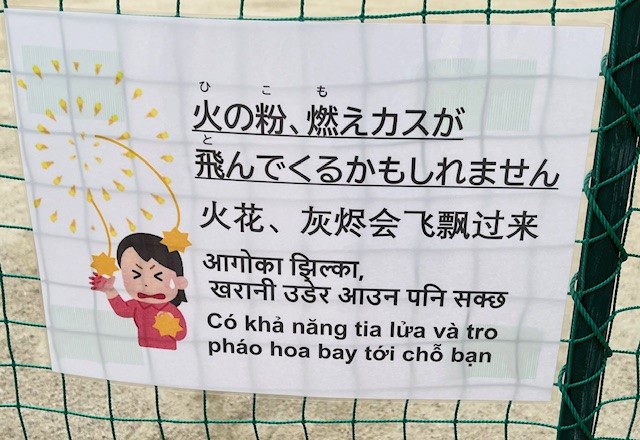 ひ こ も
火の粉、燃えカスが
と
飛んでくるかもしれません
火花、灰烬会飞飘过来
आगोका झिल्का,
खरानी उडेर आउन पनि सक्छ
Có khả năng tia lửa và tro
pháo hoa bay tới chỗ bạn